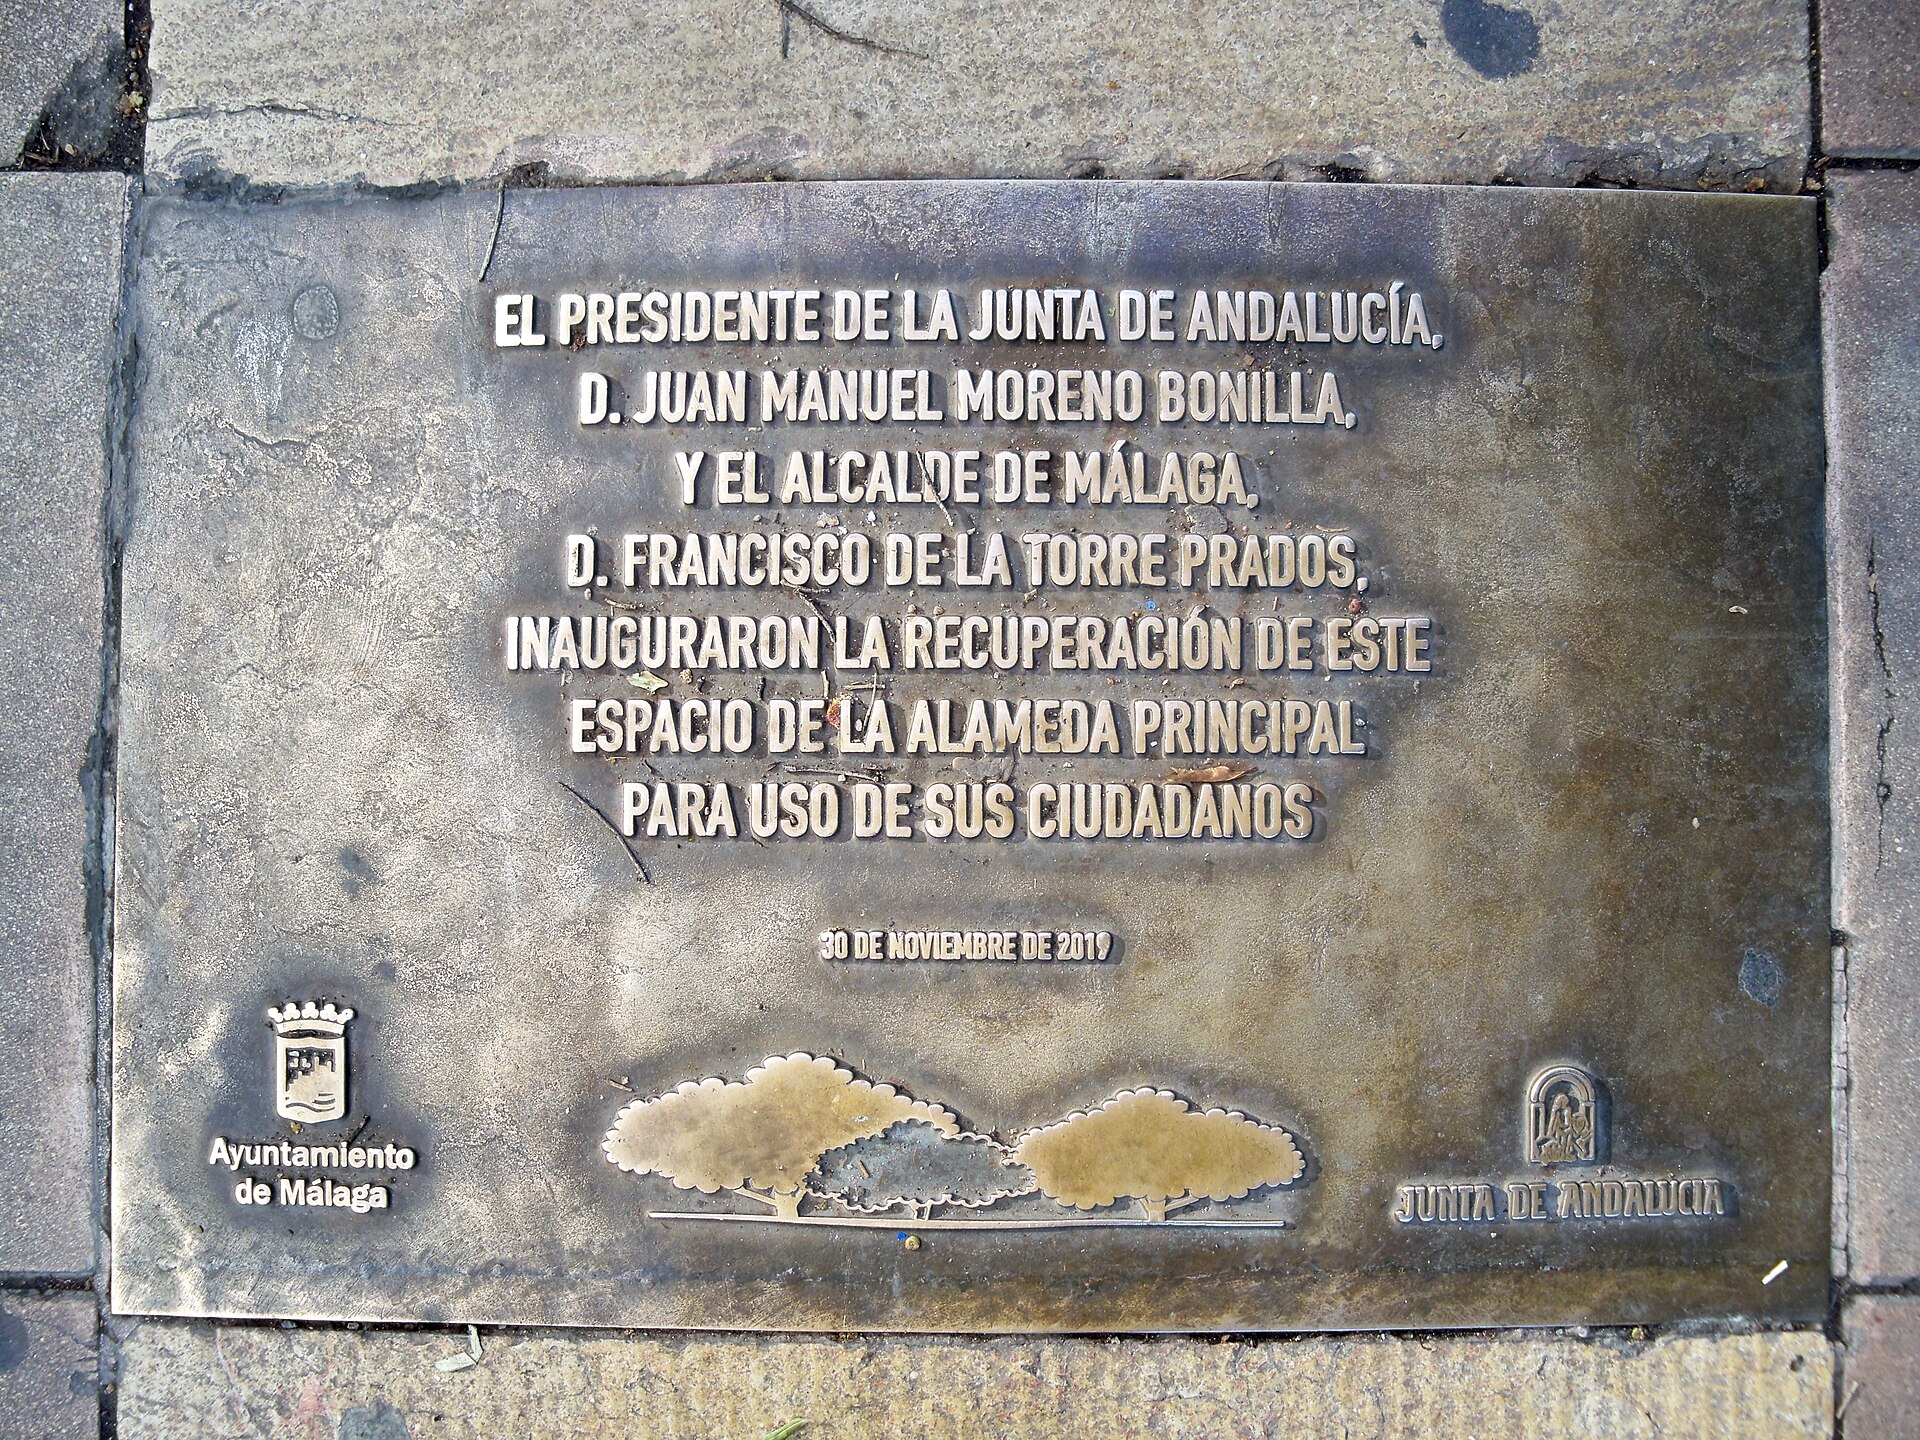 EL PRESIDENTE DE LA JUNTA DE ANDALUCÍA,
D. JUAN MANUEL MORENO BONILLA,
Y EL ALCALDE DE MÁLAGA,
D. FRANCISCO DE LA TORRE PRADOS,
INAUGURARON LA RECUPERACIÓN DE ESTE
ESPACIO DE LA ALAMEDA PRINCIPAL
PARA USO DE SUS CIUDADANOS
30 DE NOVIEMBRE DE 2019
Ayuntamiento
de Málaga
JUNTA DE ANDALUCIA